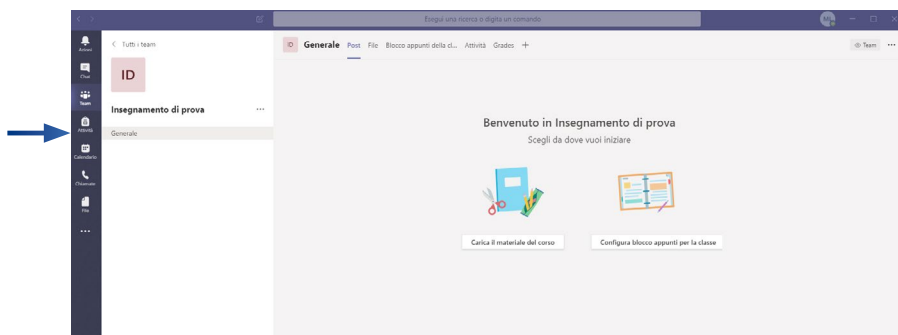 Esegui una ricerca o digita un comando
Attività
Chat
Team
Attività
Calendario
Chiamate
File
...
< Tutti i team
ID
Insegnamento di prova ...
Generale
ID Generale Post File Blocco appunti della cl... Attività Grades +
Team ...
Benvenuto in Insegnamento di prova
Scegli da dove vuoi iniziare
Carica il materiale del corso
Configura blocco appunti per la classe